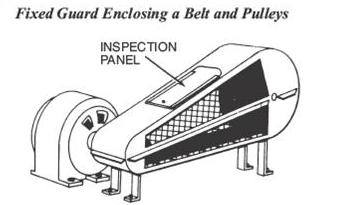 Fixed Guard Enclosing a Belt and Pulleys
INSPECTION
PANEL